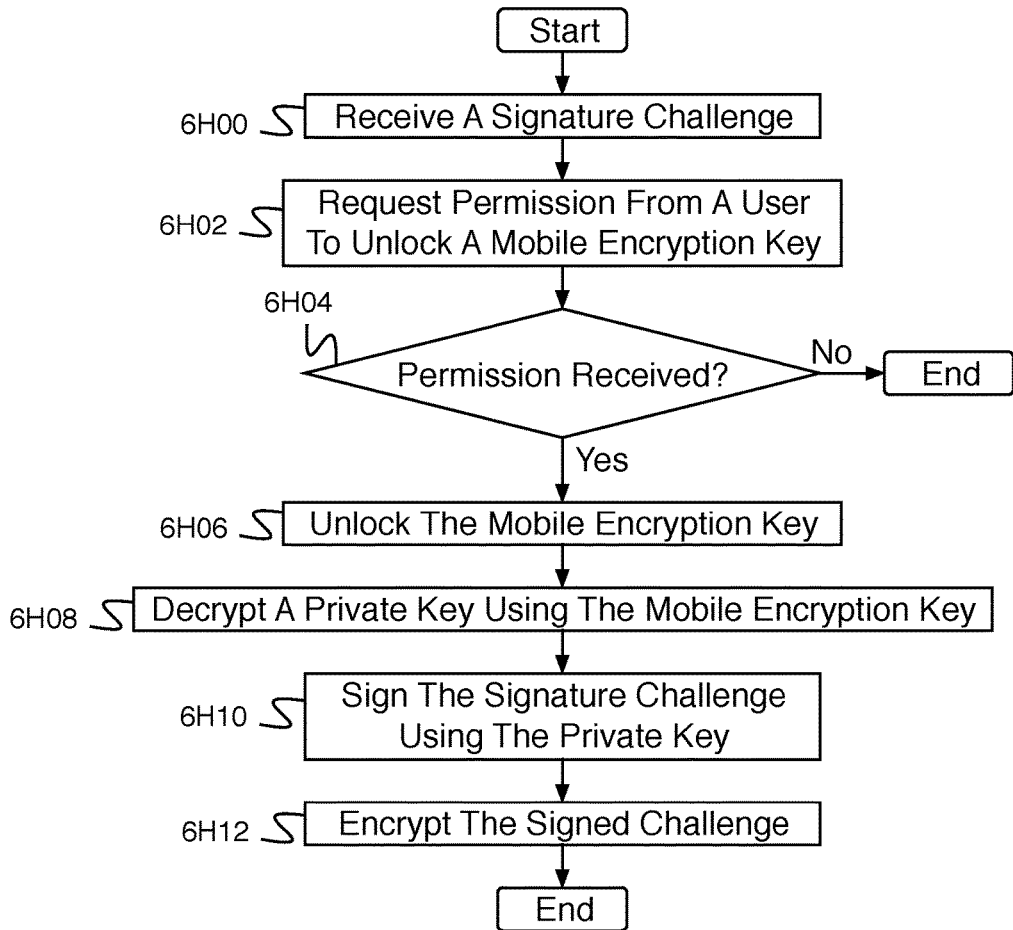 Start
6H00
Receive A Signature Challenge
6H02
Request Permission From A User
To Unlock A Mobile Encryption Key
6H04
Permission Received?
No
End
Yes
6H06
Unlock The Mobile Encryption Key
6H08
Decrypt A Private Key Using The Mobile Encryption Key
6H10
Sign The Signature Challenge
Using The Private Key
6H12
Encrypt The Signed Challenge
End